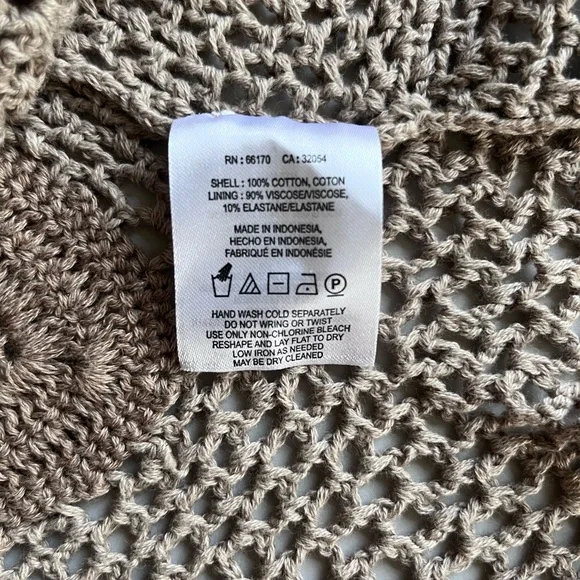 RN : 66170 CA : 32054
SHELL : 100% COTTON, COTON
LINING : 90% VISCOSE/VISCOSE,
10% ELASTANE/ELASTANE
MADE IN INDONESIA,
HECHO EN INDONESIA,
FABRIQUÉ EN INDONÉSIE
P
HAND WASH COLD SEPARATELY
DO NOT WRING OR TWIST
USE ONLY NON-CHLORINE BLEACH
RESHAPE AND LAY FLAT TO DRY
LOW IRON AS NEEDED
MAY BE DRY CLEANED